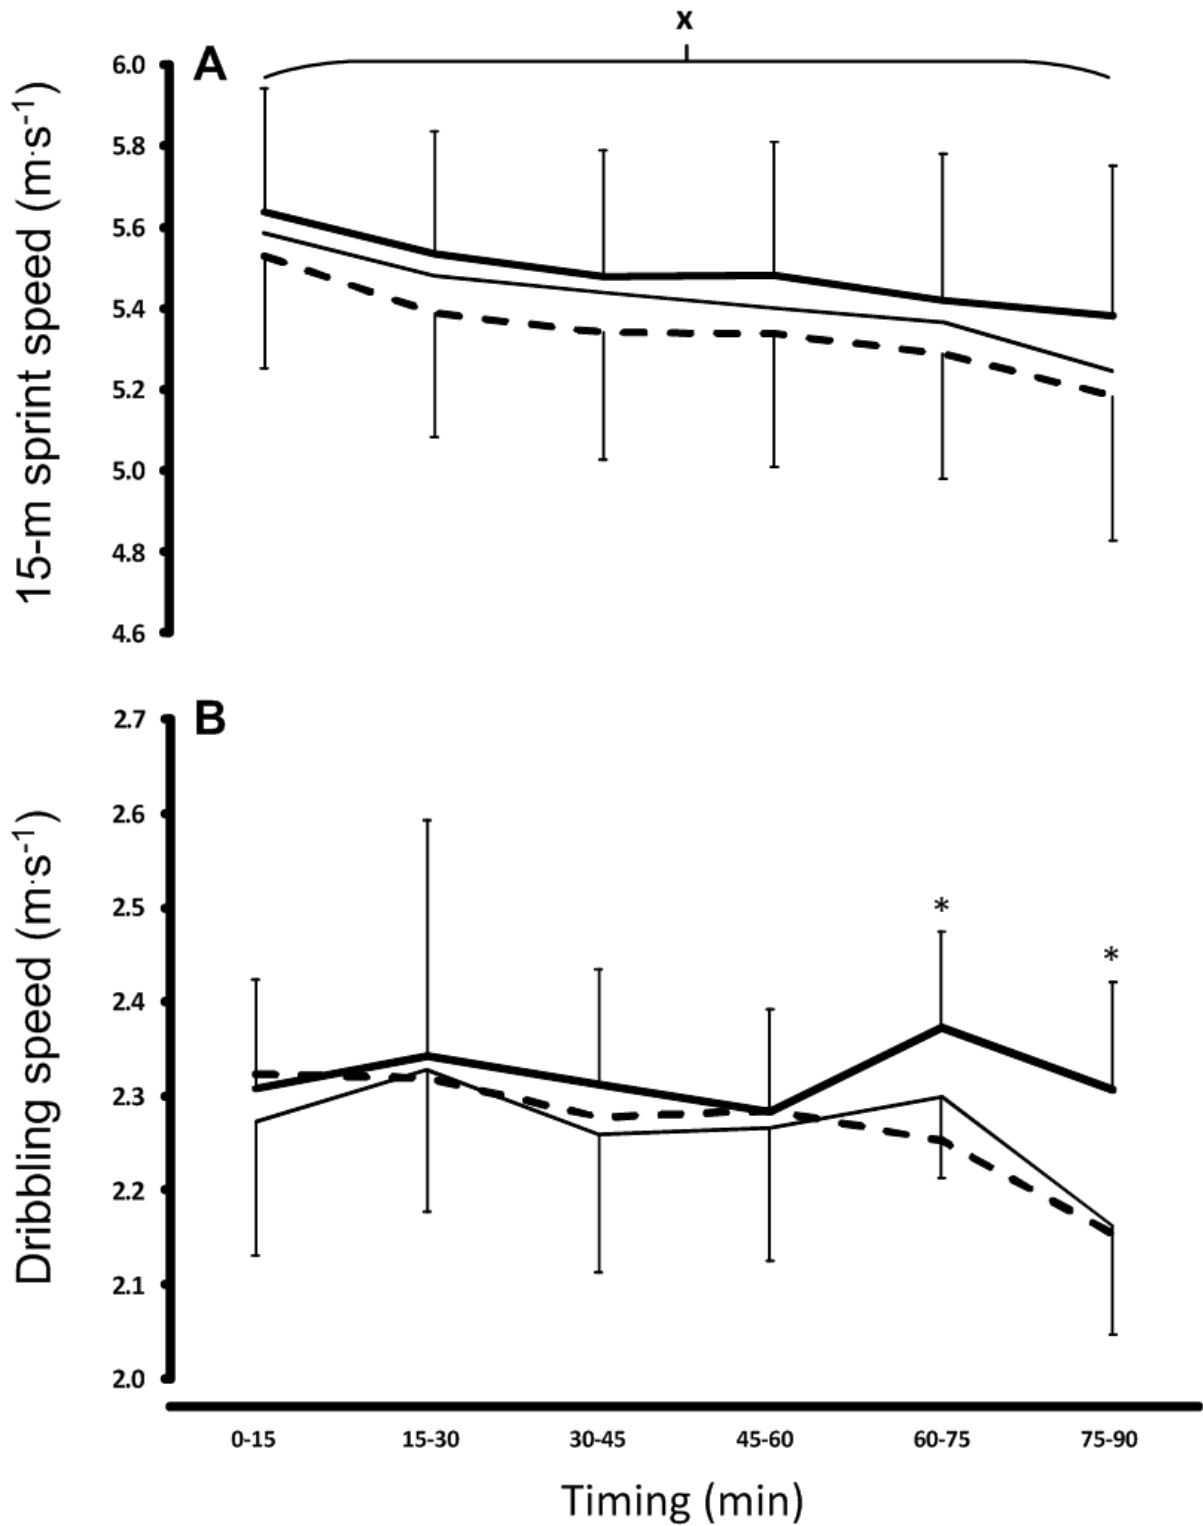 x
A
6.0
5.8
5.6
5.4
5.2
5.0
4.8
4.6
15-m sprint speed (m·s-1)
B
2.7
2.6
2.5
2.4
2.3
2.2
2.1
2.0
Dribbling speed (m·s-1)
*
*
0-15 15-30 30-45 45-60 60-75 75-90
Timing (min)